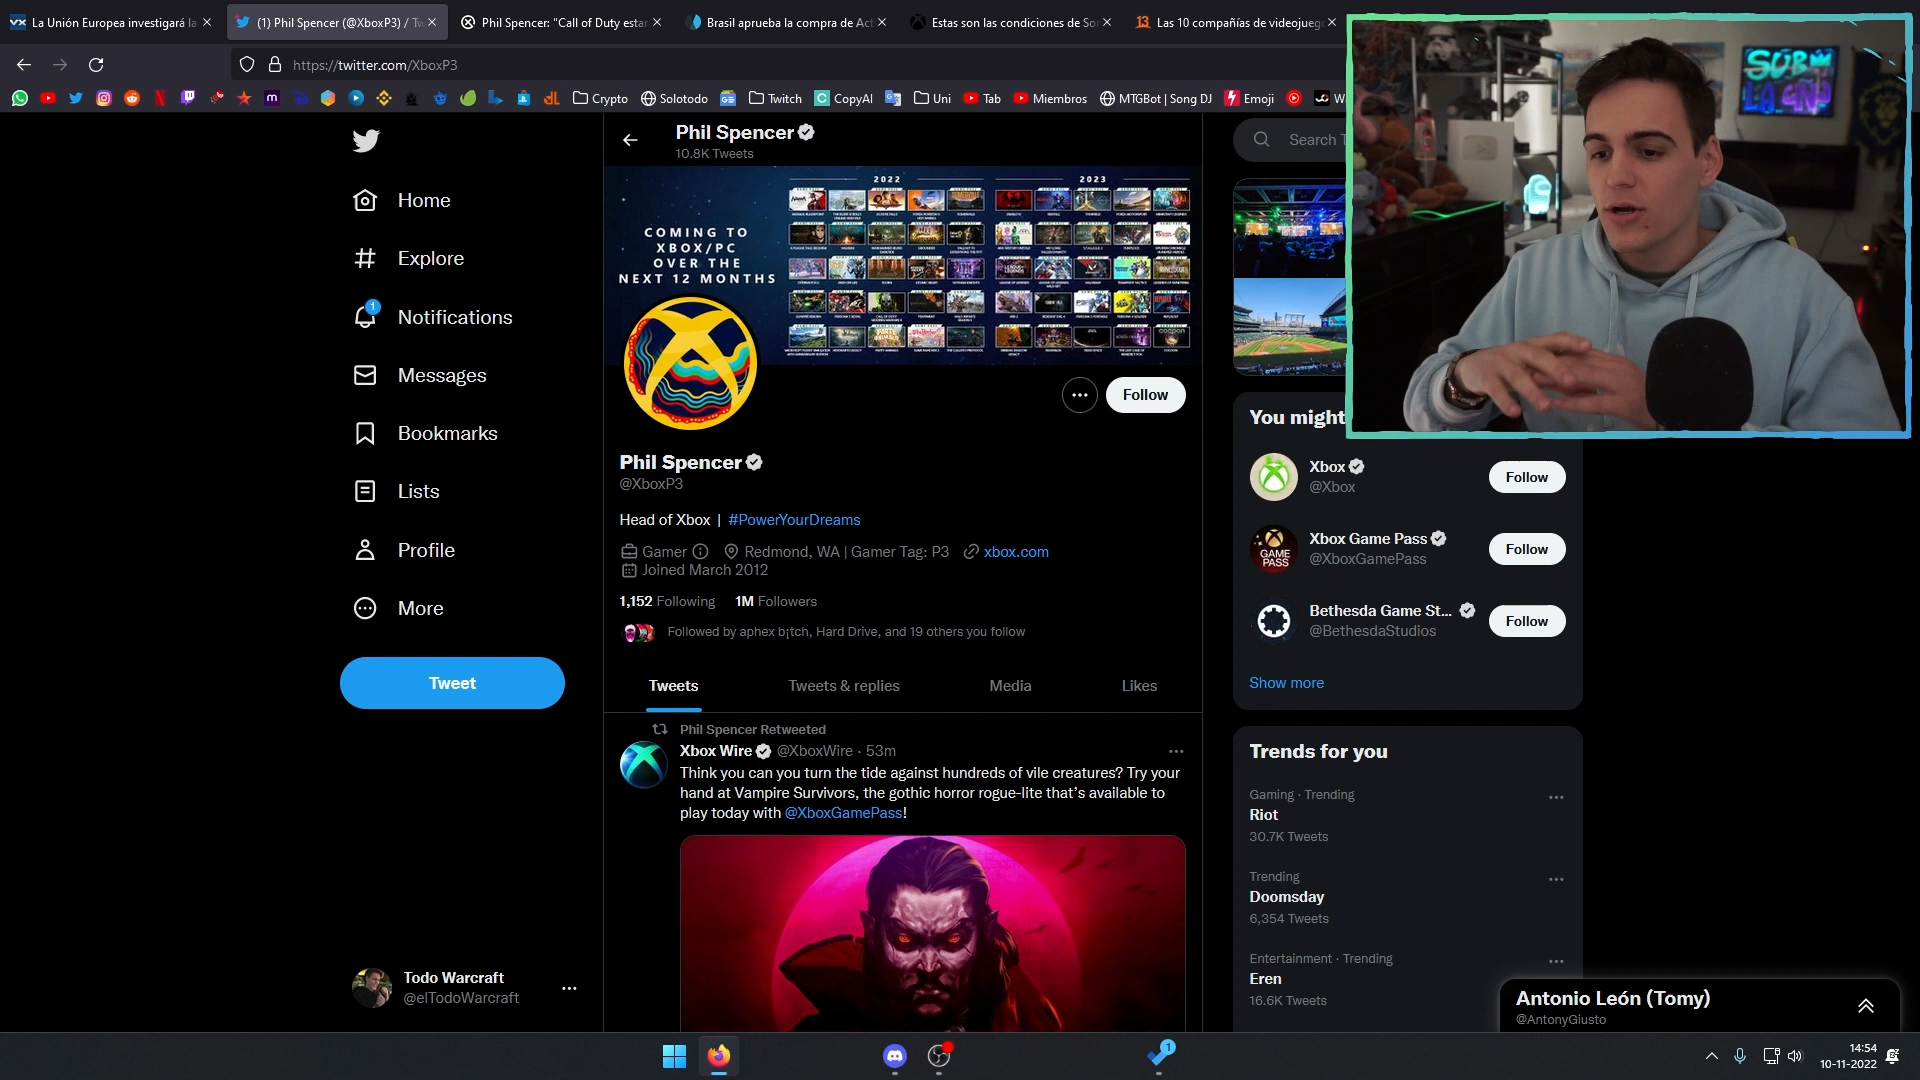 La Unión Europea investigará la
(1) Phil Spencer (@XboxP3) / Tw
Phil Spencer: "Call of Duty estar
Brasil aprueba la compra de Act
Estas son las condiciones de So
Las 10 compañías de videojueg
https://twitter.com/XboxP3
Crypto
Solotodo
Twitch
CopyAI
Uni
Tab
Miembros
MTGBot | Song DJ
Emoji
Phil Spencer
10.8K Tweets
Search T
Home
Explore
1
Notifications
Messages
Bookmarks
Lists
Profile
More
Tweet
COMING TO
XBOX/PC
OVER THE
NEXT 12 MONTHS
2022
2023
Follow
Phil Spencer
@XboxP3
Head of Xbox | #PowerYourDreams
Gamer Redmond, WA | Gamer Tag: P3 xbox.com
Joined March 2012
1,152 Following 1M Followers
Followed by aphex b¡tch, Hard Drive, and 19 others you follow
Tweets
Tweets & replies
Media
Likes
Phil Spencer Retweeted
Xbox Wire @XboxWire · 53m
Think you can you turn the tide against hundreds of vile creatures? Try your
hand at Vampire Survivors, the gothic horror rogue-lite that's available to
play today with @XboxGamePass!
You might
Xbox
@Xbox
Follow
GAME
PASS
Xbox Game Pass
@XboxGamePass
Follow
Bethesda Game St...
@BethesdaStudios
Follow
Show more
Trends for you
Gaming · Trending
Riot
30.7K Tweets
Trending
Doomsday
6,354 Tweets
Entertainment · Trending
Eren
16.6K Tweets
SUB
Todo Warcraft
@elTodoWarcraft
Antonio León (Tomy)
@AntonyGiusto
1
14:54
10-11-2022